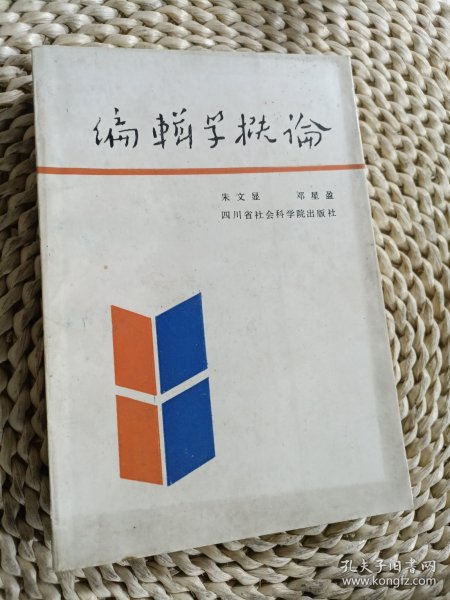 编辑学概论
朱文显 邓星盈
四川省社会科学院出版社
孔夫子旧书网
www.kongfz.com